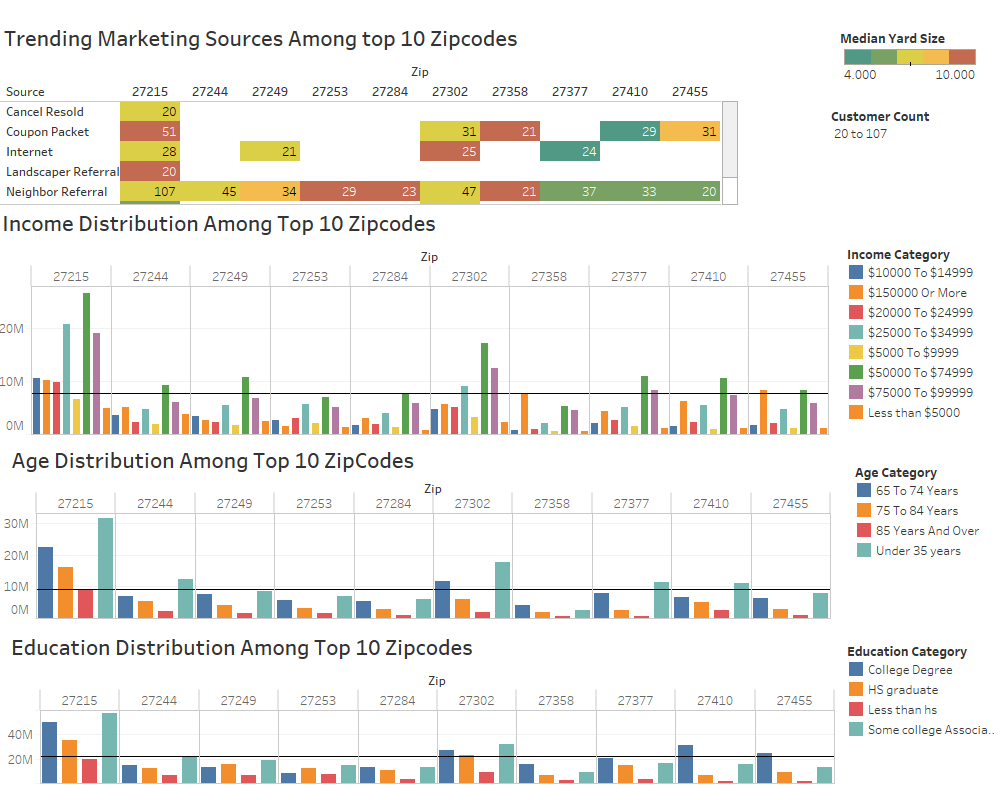 Trending Marketing Sources Among top 10 Zipcodes
Zip
Source 27215 27244 27249 27253 27284 27302 27358 27377 27410 27455
Cancel Resold 20
Coupon Packet 51 31 21 29 31
Internet 28 21 25 24
Landscaper Referral 20
Neighbor Referral 107 45 34 29 23 47 21 37 33 20
Median Yard Size
4.000 10.000
Customer Count
20 to 107
Income Distribution Among Top 10 Zipcodes
Zip
27215 27244 27249 27253 27284 27302 27358 27377 27410 27455
20M
10M
0M
Income Category
$10000 To $14999
$150000 Or More
$20000 To $24999
$25000 To $34999
$5000 To $9999
$50000 To $74999
$75000 To $99999
Less than $5000
Age Distribution Among Top 10 ZipCodes
Zip
27215 27244 27249 27253 27284 27302 27358 27377 27410 27455
30M
20M
10M
0M
Age Category
65 To 74 Years
75 To 84 Years
85 Years And Over
Under 35 years
Education Distribution Among Top 10 Zipcodes
Zip
27215 27244 27249 27253 27284 27302 27358 27377 27410 27455
40M
20M
Education Category
College Degree
HS graduate
Less than hs
Some college Associa..